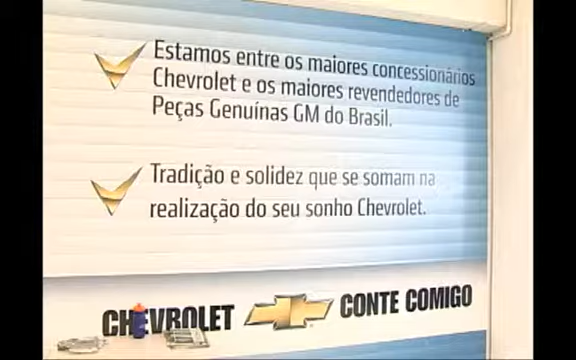 Estamos entre os maiores concessionários
Chevrolet e os maiores revendedores de
Peças Genuínas GM do Brasil.
Tradição e solidez que se somam na
realização do seu sonho Chevrolet.
CHEVROLET CONTE COMIGO